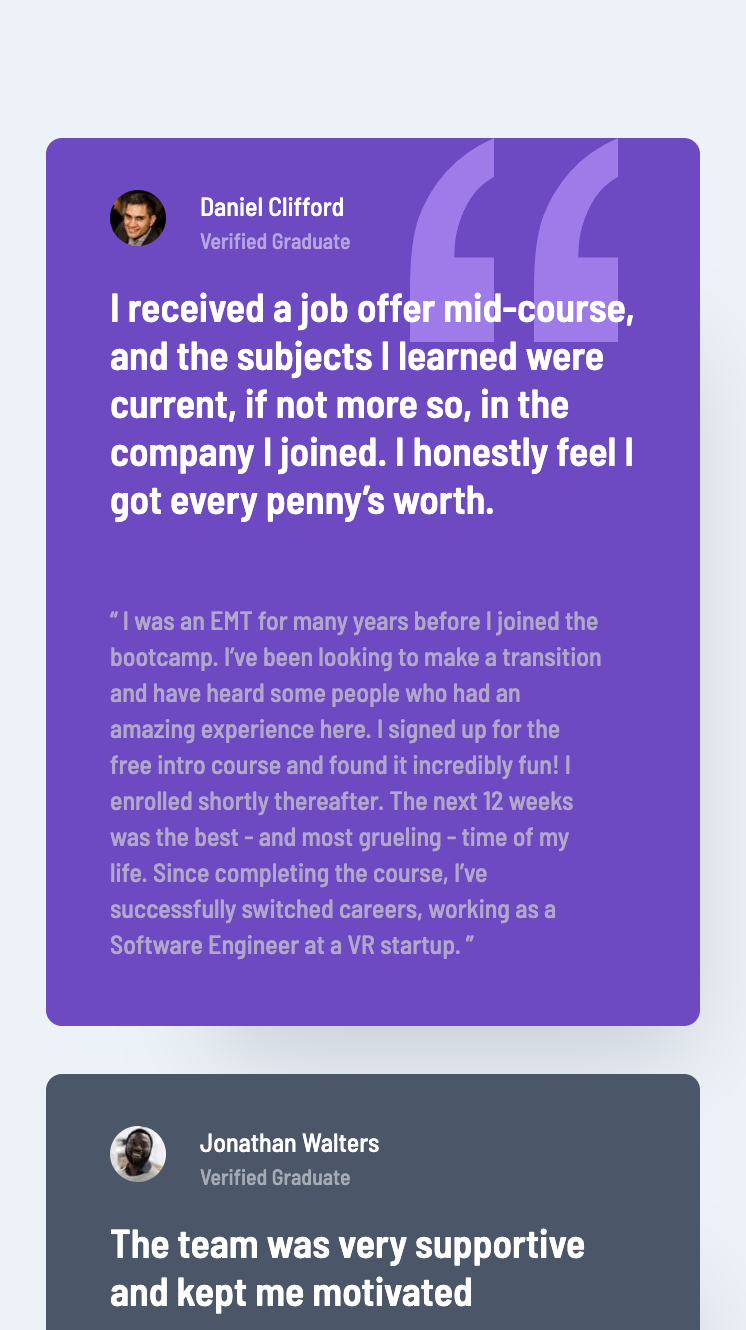 Daniel Clifford
Verified Graduate
I received a job offer mid-course,
and the subjects I learned were
current, if not more so, in the
company I joined. I honestly feel I
got every penny’s worth.
“ I was an EMT for many years before I joined the
bootcamp. I’ve been looking to make a transition
and have heard some people who had an
amazing experience here. I signed up for the
free intro course and found it incredibly fun! I
enrolled shortly thereafter. The next 12 weeks
was the best - and most grueling - time of my
life. Since completing the course, I’ve
successfully switched careers, working as a
Software Engineer at a VR startup. ”
Jonathan Walters
Verified Graduate
The team was very supportive
and kept me motivated